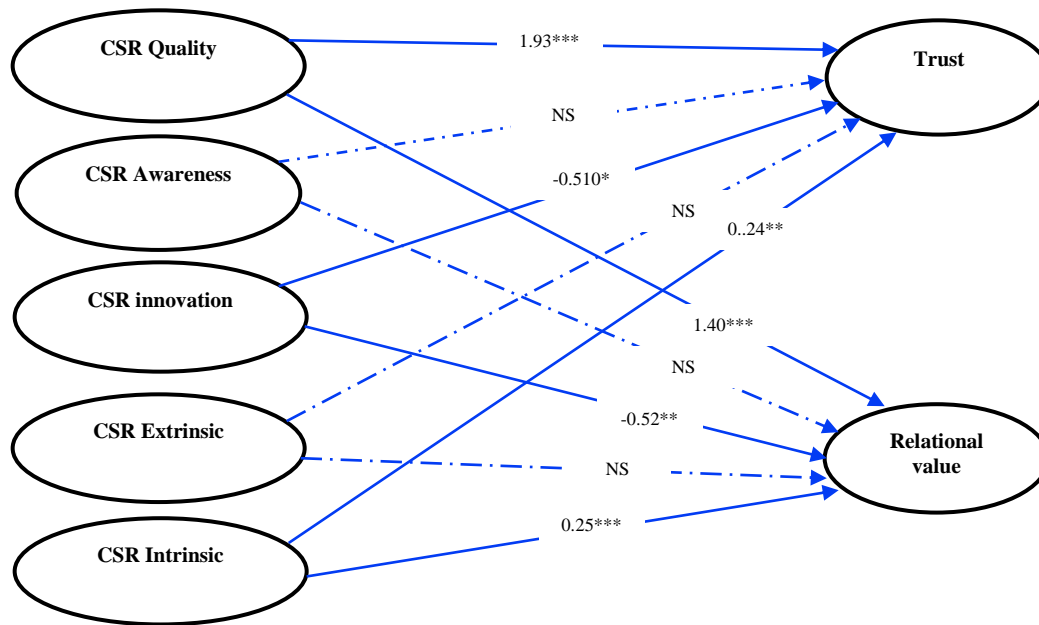 CSR Quality
1.93***
Trust
NS
CSR Awareness
-0.510*
NS
0..24**
CSR innovation
1.40***
NS
-0.52**
CSR Extrinsic
Relational
value
NS
0.25***
CSR Intrinsic